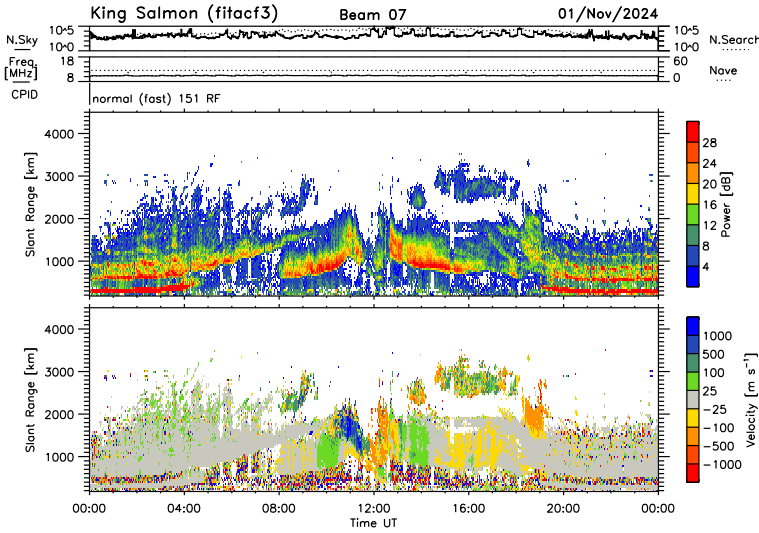 King Salmon (fitacf3) Beam 07 01/Nov/2024
N.Sky 10^5 10^0 10^5 10^0 N.Search
Freq. [MHz] 18 8 60 0 Nave
CPID normal (fast) 151 RF
Slant Range [km] 4000 3000 2000 1000
28 24 20 16 12 8 4 Power [dB]
Slant Range [km] 4000 3000 2000 1000
1000 500 100 25 −25 −100 −500 −1000 Velocity [m s⁻¹]
00:00 04:00 08:00 12:00 16:00 20:00 00:00
Time UT